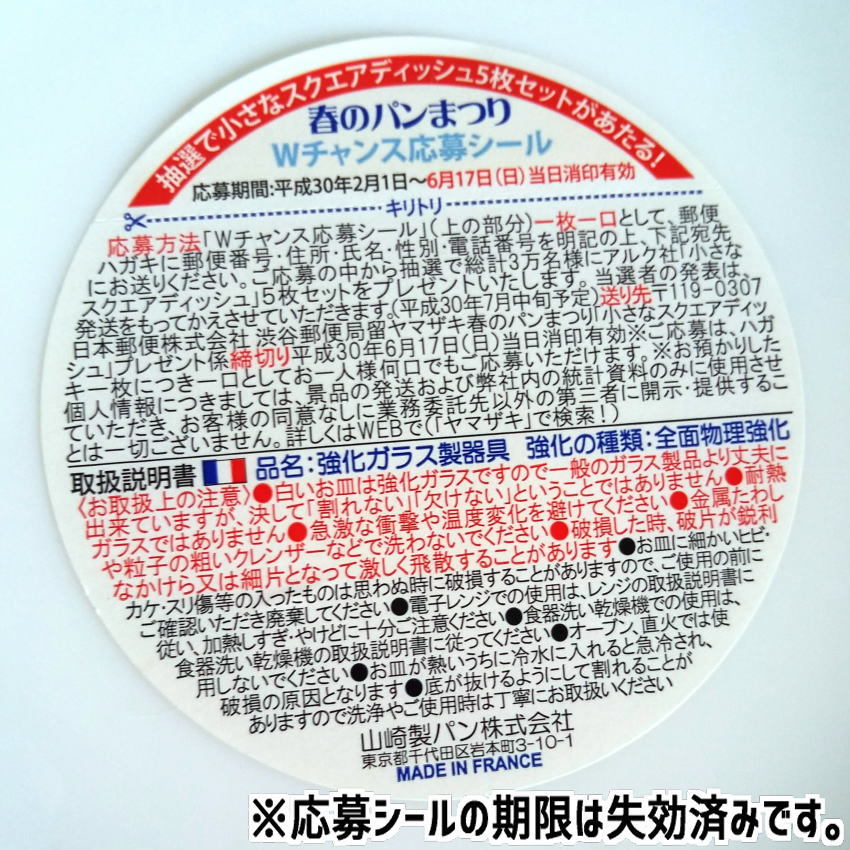 抽選で小さなスクエアディッシュ5枚セットがあたる!
春のパンまつり
Wチャンス応募シール
応募期間:平成30年2月1日〜6月17日(日)当日消印有効
キリトリ
応募方法「Wチャンス応募シール」(上の部分)一枚一口として、郵便
ハガキに郵便番号・住所・氏名・性別・電話番号を明記の上、下記宛先
にお送りください。ご応募の中から抽選で総計3万名様にアルク社「小さな
スクエアディッシュ」5枚セットをプレゼントいたします。当選者の発表は、
発送をもってかえさせていただきます。(平成30年7月中旬予定)送り先〒119-0307
日本郵便株式会社 渋谷郵便局留ヤマザキ春のパンまつり「小さなスクエアディッ
シュ」プレゼント係 締切り平成30年6月17日(日)当日消印有効※ご応募は、ハガ
キ一枚につき一口としてお一人様何口でもご応募いただけます。※お預かりした
個人情報につきましては、景品の発送および弊社内の統計資料のみに使用させ
ていただき、お客様の同意なしに業務委託先以外の第三者に開示・提供するこ
とは一切ございません。詳しくはWEBで(「ヤマザキ」で検索!)
取扱説明書 品名:強化ガラス製器具 強化の種類:全面物理強化
〈お取扱上の注意〉●白いお皿は強化ガラスですので一般のガラス製品より丈夫に
出来ていますが、決して「割れない」「欠けない」ということではありません●耐熱
ガラスではありません●急激な衝撃や温度変化を避けてください●金属たわし
や粒子の粗いクレンザーなどで洗わないでください●破損した時、破片が鋭利
なかけら又は細片となって激しく飛散することがあります●お皿に細かいヒビ・
カケ・スリ傷等の入ったものは思わぬ時に破損することがありますので、ご使用の前に
ご確認いただき廃棄してください●電子レンジでの使用は、レンジの取扱説明書に
従い、加熱しすぎ・やけどに十分ご注意ください●食器洗い乾燥機での使用は、
食器洗い乾燥機の取扱説明書に従ってください●オーブン、直火では使
用しないでください●お皿が熱いうちに冷水に入れると急冷され、
破損の原因となります●底が抜けるようにして割れることが
ありますので洗浄やご使用時は丁寧にお取扱いください
山崎製パン株式会社
東京都千代田区岩本町3-10-1
MADE IN FRANCE
※応募シールの期限は失効済みです。